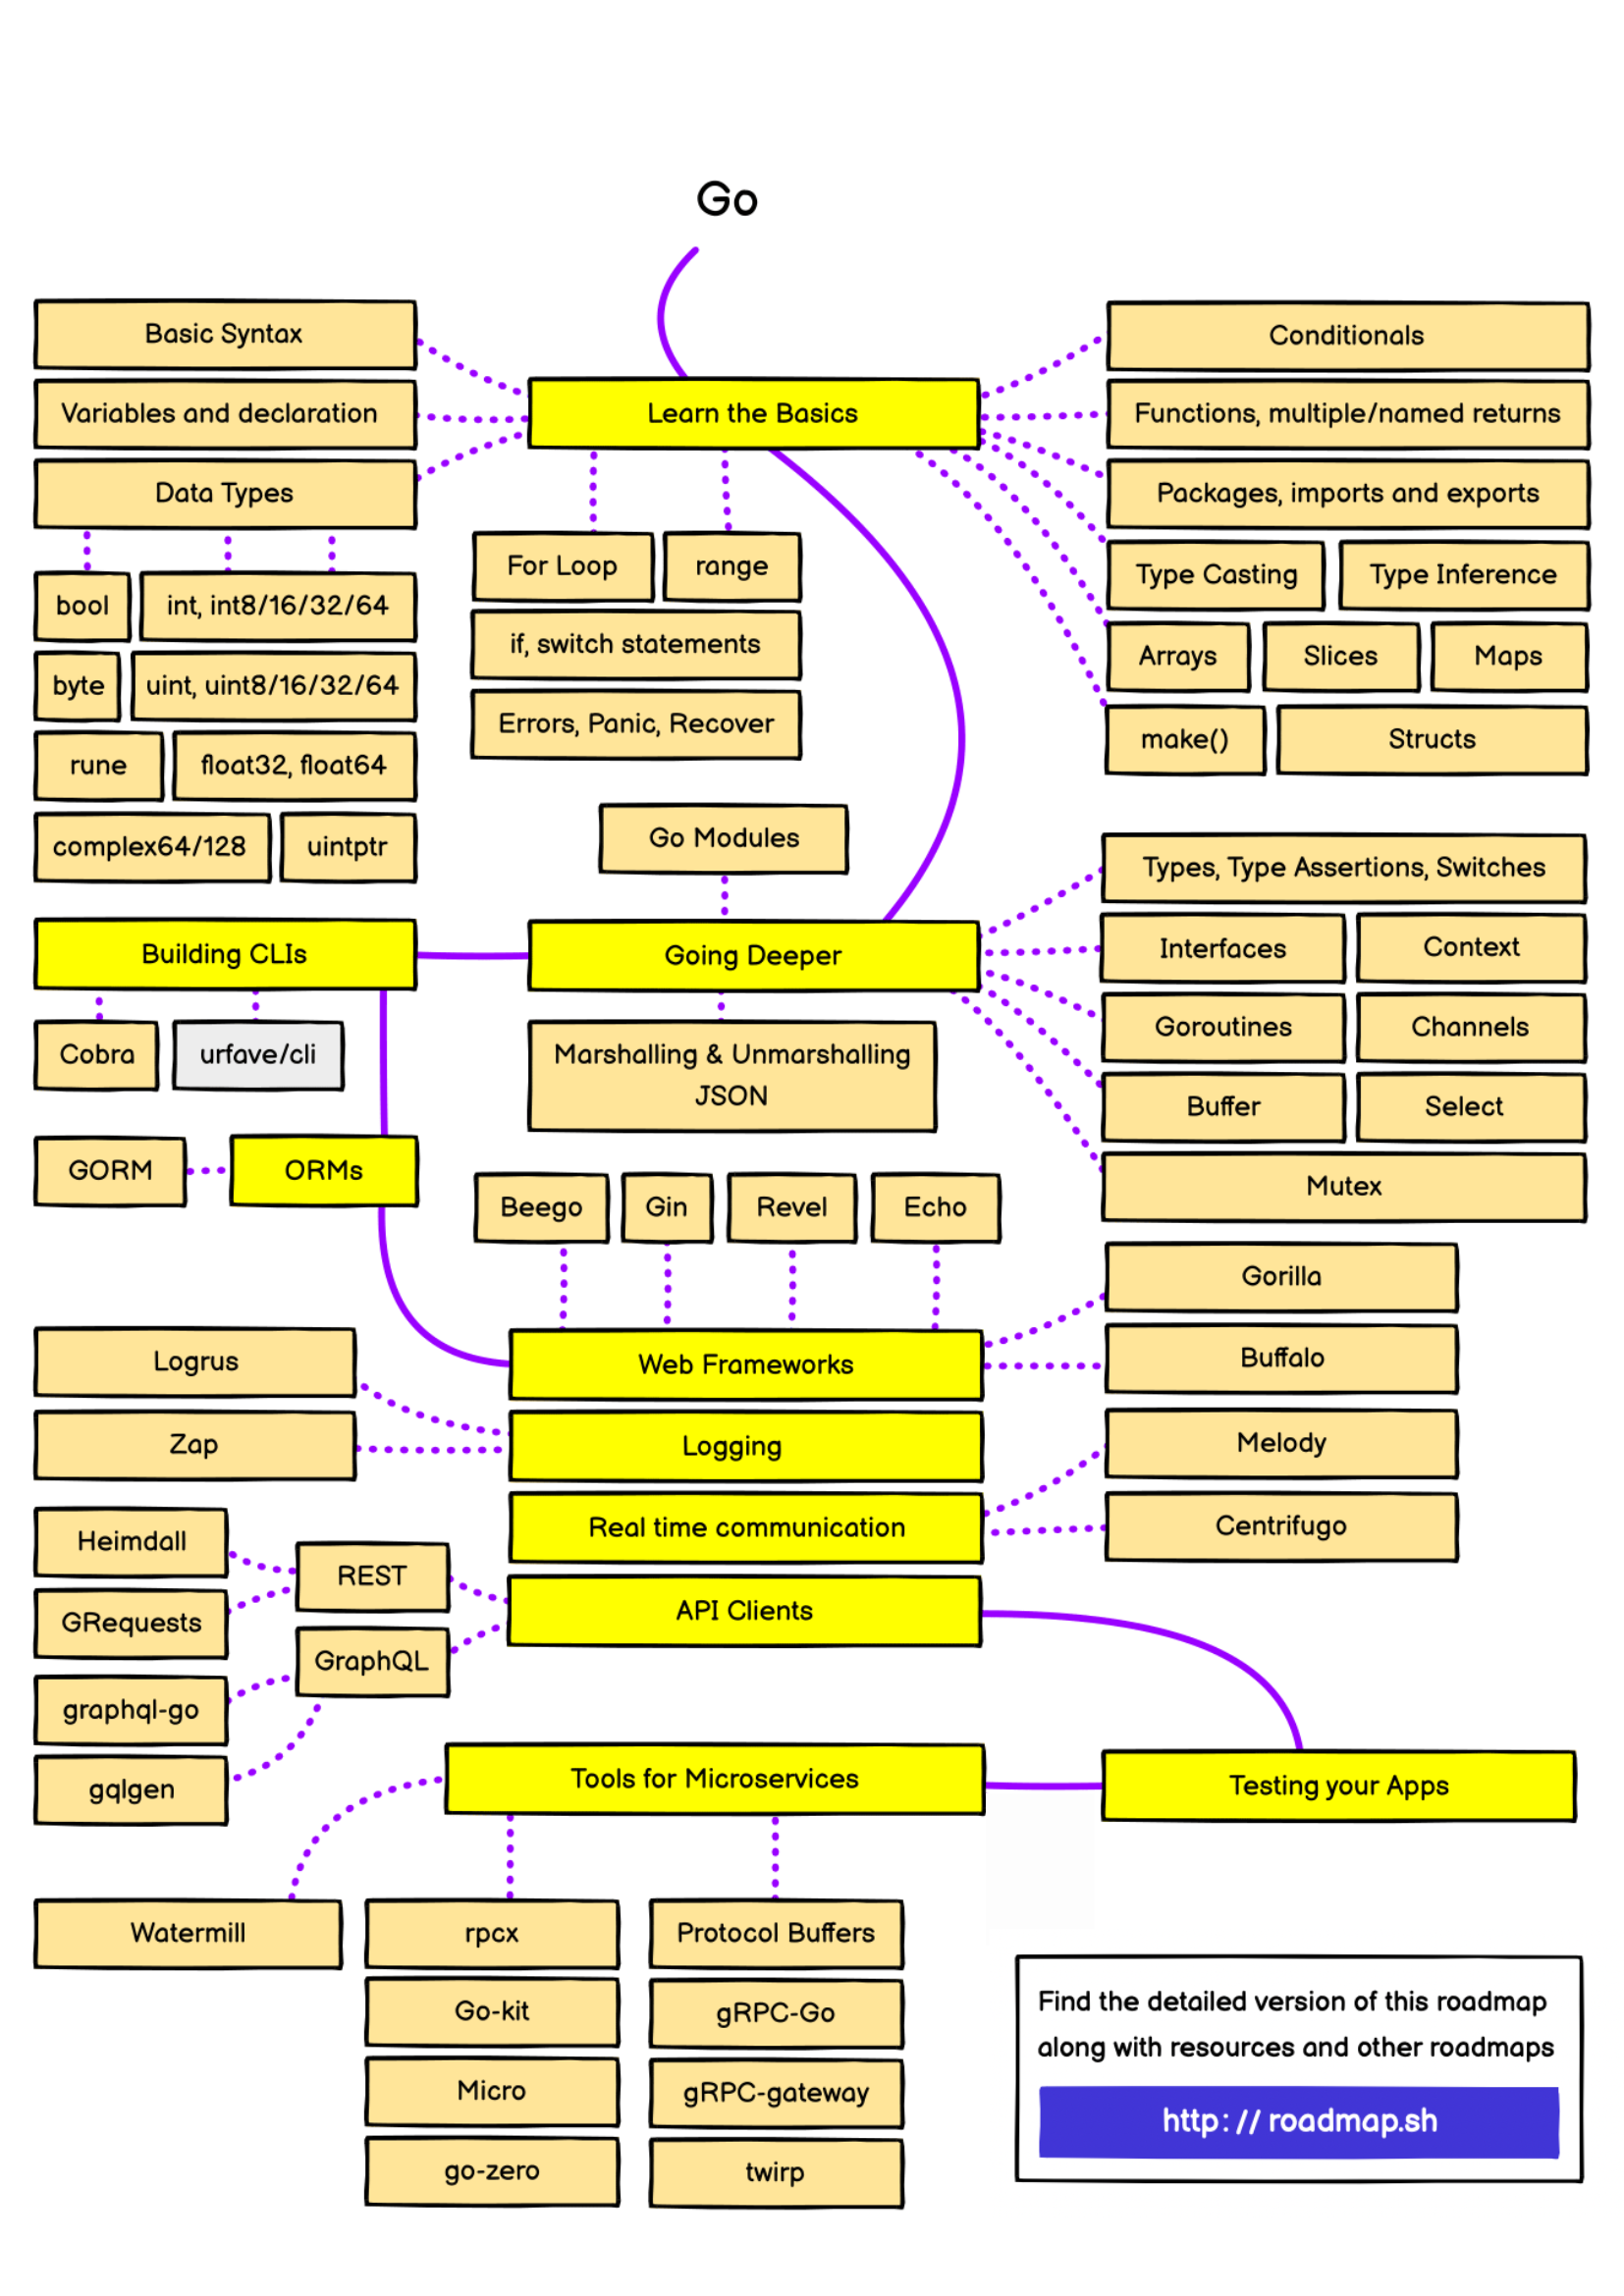 Go
Basic Syntax
Variables and declaration
Data Types
bool
int, int8/16/32/64
byte
uint, uint8/16/32/64
rune
float32, float64
complex64/128
uintptr
Learn the Basics
For Loop
range
if, switch statements
Errors, Panic, Recover
Conditionals
Functions, multiple/named returns
Packages, imports and exports
Type Casting
Type Inference
Arrays
Slices
Maps
make()
Structs
Go Modules
Going Deeper
Marshalling & Unmarshalling
JSON
Types, Type Assertions, Switches
Interfaces
Context
Goroutines
Channels
Buffer
Select
Mutex
Building CLIs
Cobra
urfave/cli
GORM
ORMs
Beego
Gin
Revel
Echo
Web Frameworks
Gorilla
Buffalo
Logrus
Zap
Logging
Real time communication
Melody
Centrifugo
Heimdall
GRequests
REST
GraphQL
graphql-go
gqlgen
API Clients
Tools for Microservices
Testing your Apps
Watermill
rpcx
Go-kit
Micro
go-zero
Protocol Buffers
gRPC-Go
gRPC-gateway
twirp
Find the detailed version of this roadmap
along with resources and other roadmaps
http: // roadmap.sh